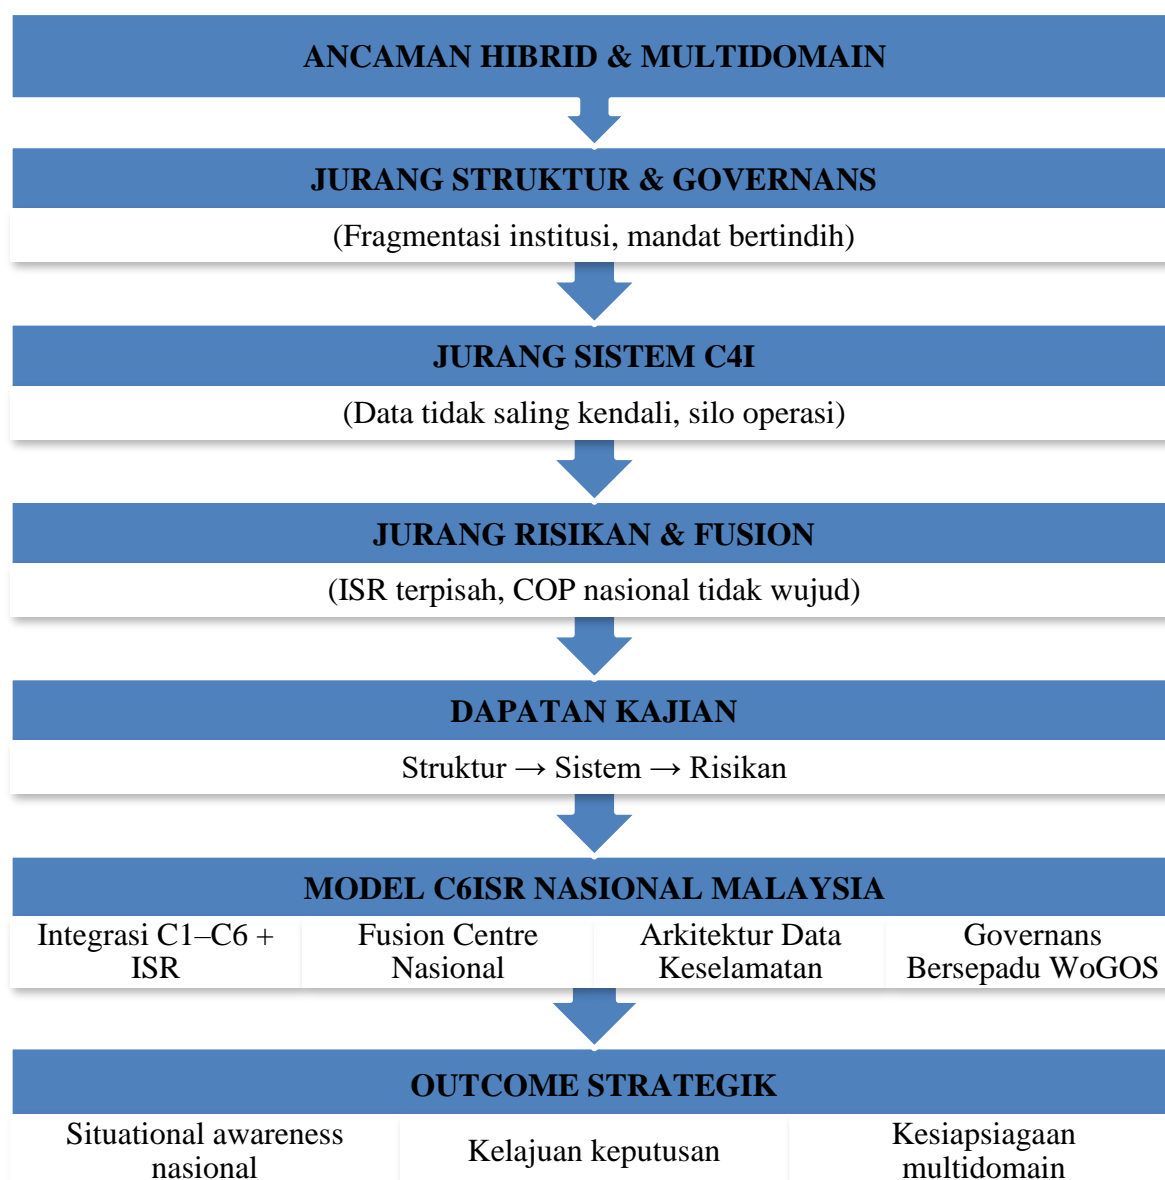 ANCAMAN HIBRID & MULTIDOMAIN
JURANG STRUKTUR & GOVERNANS
(Fragmentasi institusi, mandat bertindih)
JURANG SISTEM C4I
(Data tidak saling kendali, silo operasi)
JURANG RISIKAN & FUSION
(ISR terpisah, COP nasional tidak wujud)
DAPATAN KAJIAN
Struktur → Sistem → Risikan
MODEL C6ISR NASIONAL MALAYSIA
Integrasi C1–C6 +
ISR
Fusion Centre
Nasional
Arkitektur Data
Keselamatan
Governans
Bersepadu WoGOS
OUTCOME STRATEGIK
Situational awareness
nasional
Kelajuan keputusan
Kesiapsiagaan
multidomain